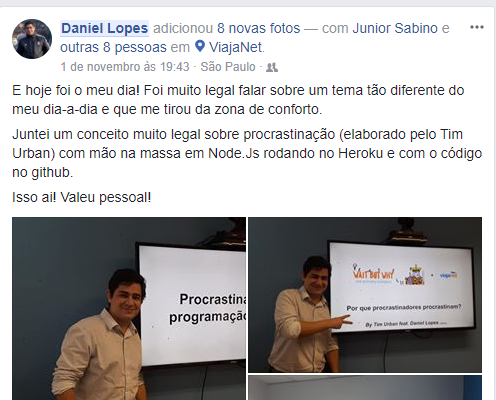 Daniel Lopes adicionou 8 novas fotos — com Junior Sabino e
outras 8 pessoas em ViajaNet.
1 de novembro às 19:43 · São Paulo ·
E hoje foi o meu dia! Foi muito legal falar sobre um tema tão diferente do
meu dia-a-dia e que me tirou da zona de conforto.
Juntei um conceito muito legal sobre procrastinação (elaborado pelo Tim
Urban) com mão na massa em Node.Js rodando no Heroku e com o código
no github.
Isso ai! Valeu pessoal!
Procrastina
programação
WAIT BUT WHY
viajanet
Por que procrastinadores procrastinam?
By Tim Urban feat. Daniel Lopes